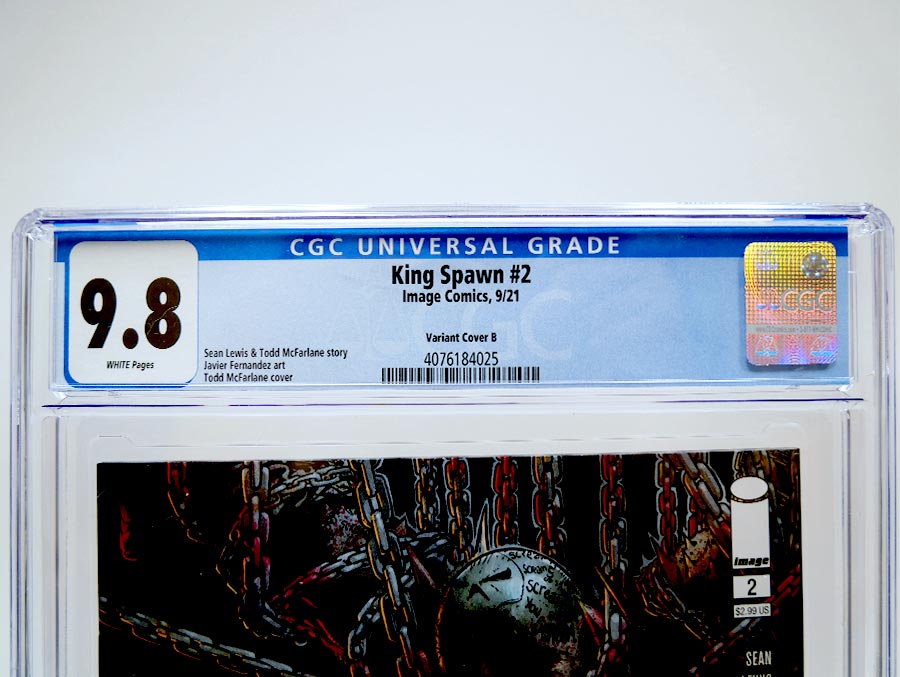 CGC UNIVERSAL GRADE
9.8
WHITE Pages
King Spawn #2
Image Comics, 9/21
Variant Cover B
4076184025
Sean Lewis & Todd McFarlane story
Javier Fernandez art
Todd McFarlane cover
CGC
CGC
image
2
$2.99 US
SEAN